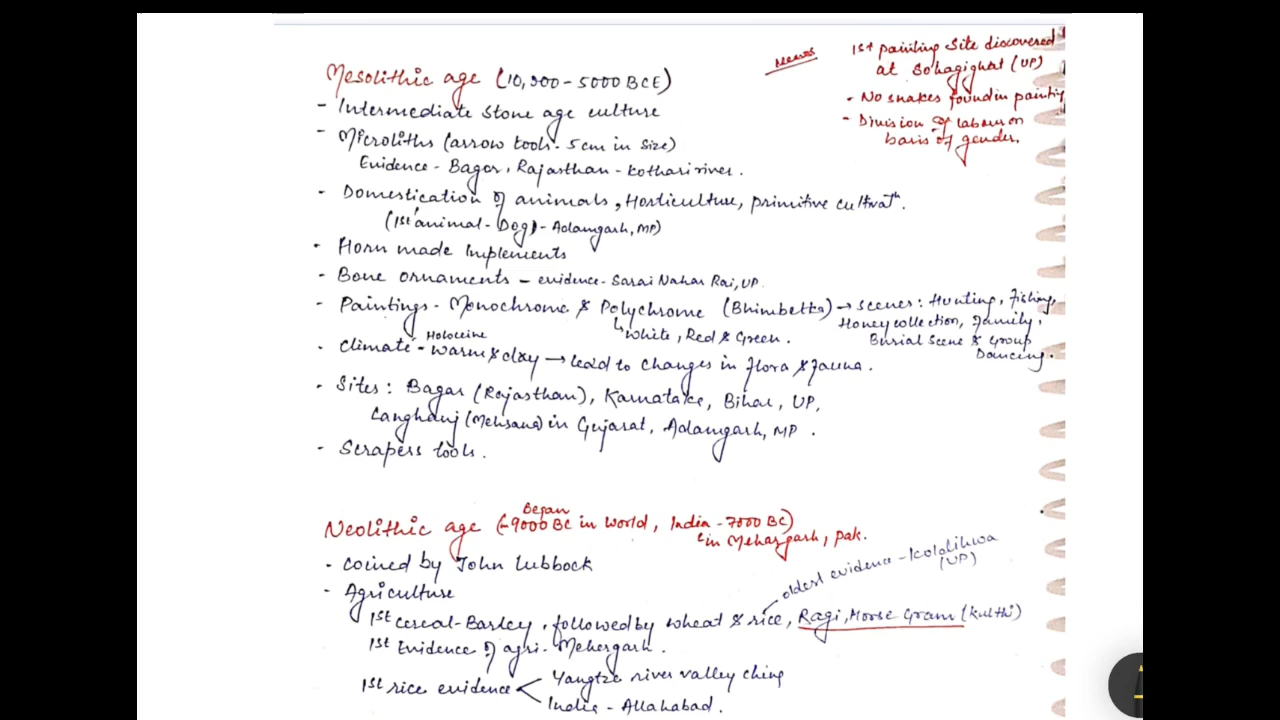 Mesolithic age (10,000-5000 BCE)
- Intermediate stone age culture
- Microliths (arrow tools. 5cm in size)
Evidence - Bagor, Rajasthan - kothari river.
- Domestication of animals, Horticulture, primitive cultivatn.
(1st animal - Dog) - Adamgarh, MP)
- Horn made implements
- Bone ornaments - evidence - Sarai Nahar Rai, UP.
- Paintings - Monochrome & Polychrome (Bhimbetka) → scenes: Hunting, Fishing,
Honey collection, Family,
Burial Scene & Group
Dancing.
↳ White, Red & Green.
Holocene
- Climate - warm & dry → lead to changes in flora & fauna.
- Sites: Bagar (Rajasthan), Karnataka, Bihar, UP,
Langhanj (Mehsana) in Gujarat, Adamgarh, MP.
- Scrapers tools.
1st painting site discovered
at Sohagighat (UP)
- No snakes found in painting
- Division of labour on
basis of gender.
Began
Neolithic age (-9000 BC in world, India - 7000 BC)
in Mehargarh, Pak.
- coined by John Lubbock
- Agriculture
oldest evidence - Kololihwa
(UP)
1st cereal - Barley, followed by wheat & rice, Ragi, Horse Gram (kulthi)
1st Evidence of agri - Mehergarh.
1st rice evidence < Yangtze river valley China
India - Allahabad.